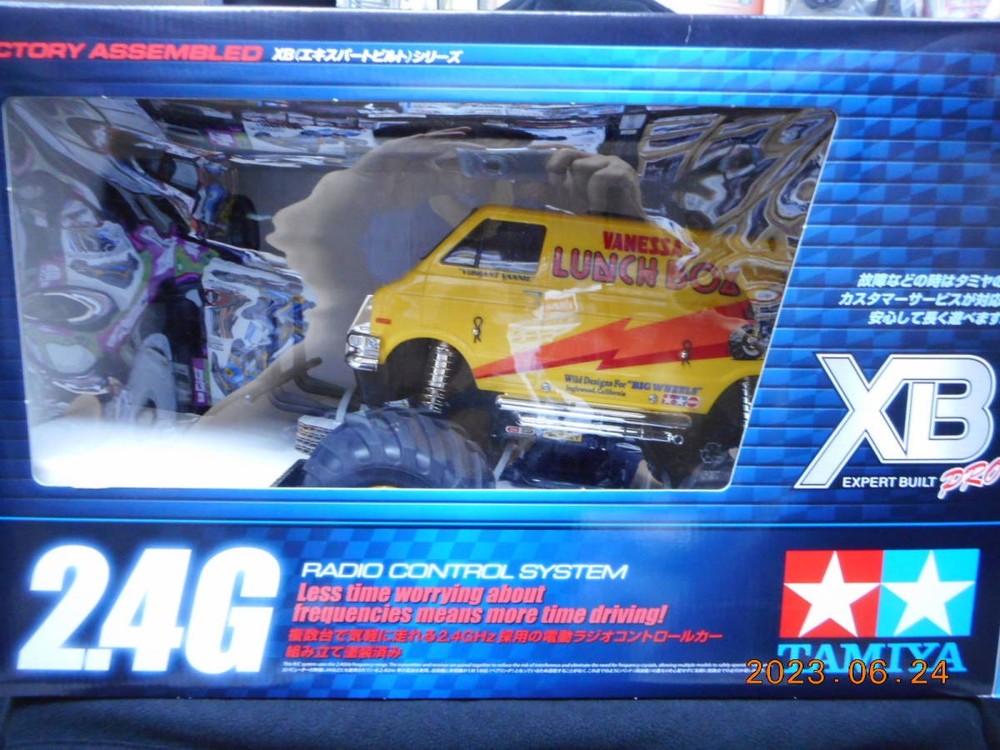 CTORY ASSEMBLED XB(エキスパートビルト)シリーズ
VANESSA
LUNCH BOX
"VIBRANT VANNIE"
Wild Designs For "BIG WHEELS"
Inglewood, California
故障などの時はタミヤ
カスタマーサービスが対応
安心して長く遊べます
XB
EXPERT BUILT PRO
2.4G
RADIO CONTROL SYSTEM
Less time worrying about
frequencies means more time driving!
複数台で気軽に走れる2.4GHz採用の電動ラジオコントロールカー
組み立て塗装済み
TAMIYA
2023.06.24